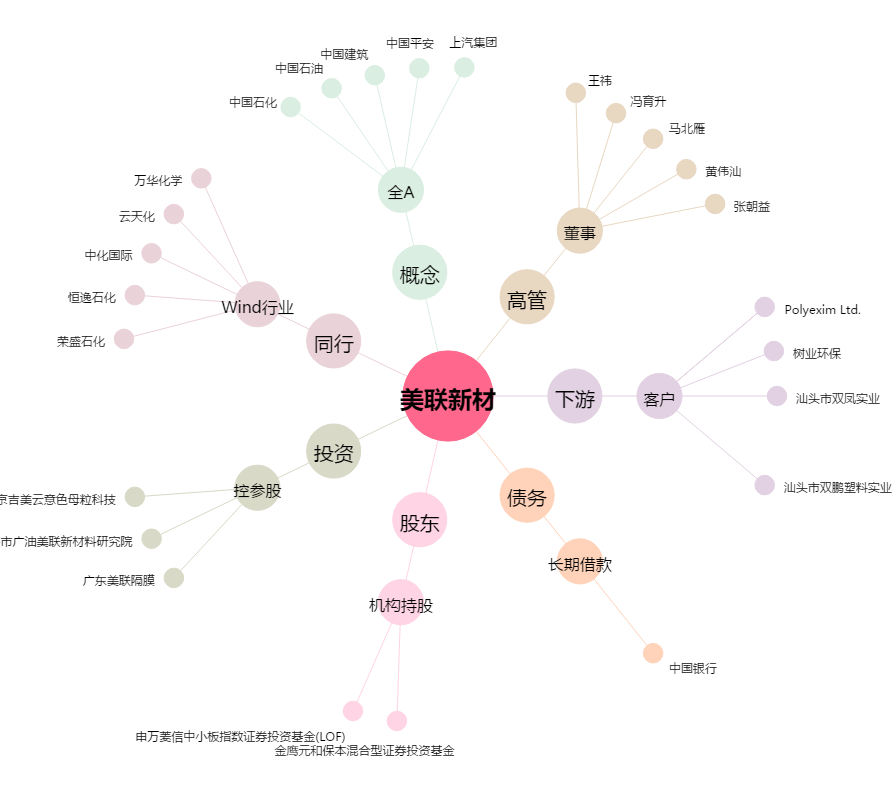 上汽集团
中国平安
中国建筑
中国石油
中国石化
王祎
冯育升
马北雁
黄伟汕
张朝益
万华化学
云天化
中化国际
恒逸石化
荣盛石化
全A
董事
概念
高管
Wind行业
同行
Polyexim Ltd.
树业环保
美联新材
下游
客户
汕头市双凤实业
投资
控参股
债务
汕头市双鹏塑料实业
京吉美云意色母粒科技
市广油美联新材料研究院
广东美联隔膜
股东
长期借款
机构持股
中国银行
申万菱信中小板指数证券投资基金(LOF)
金鹰元和保本混合型证券投资基金